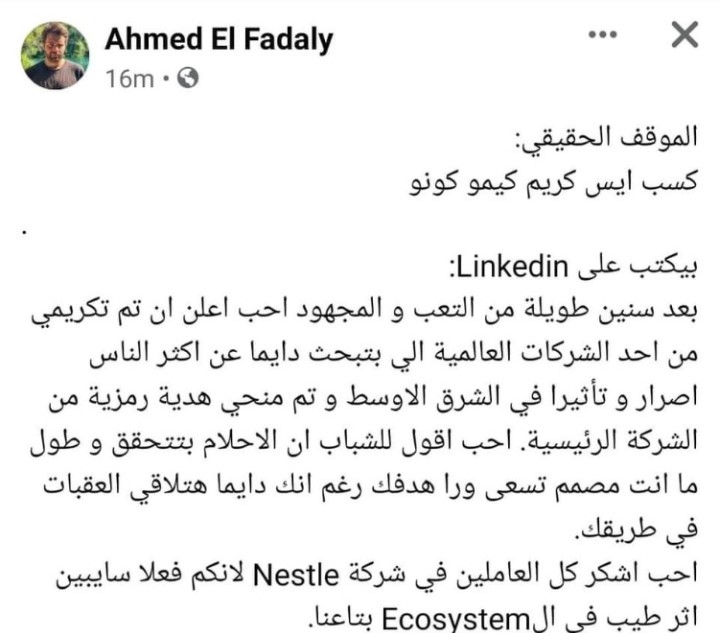 Ahmed El Fadaly
16m
الموقف الحقيقي:
كسب ايس كريم كيمو كونو
.
بيكتب على Linkedin:
بعد سنين طويلة من التعب و المجهود احب اعلن ان تم تكريمي
من احد الشركات العالمية الي بتبحث دايما عن اكثر الناس
اصرار و تأثيرا في الشرق الاوسط و تم منحي هدية رمزية من
الشركة الرئيسية. احب اقول للشباب ان الاحلام بتتحقق و طول
ما انت مصمم تسعى ورا هدفك رغم انك دايما هتلاقي العقبات
في طريقك.
احب اشكر كل العاملين في شركة Nestle لانكم فعلا سايبين
اثر طيب في الEcosystem بتاعنا.